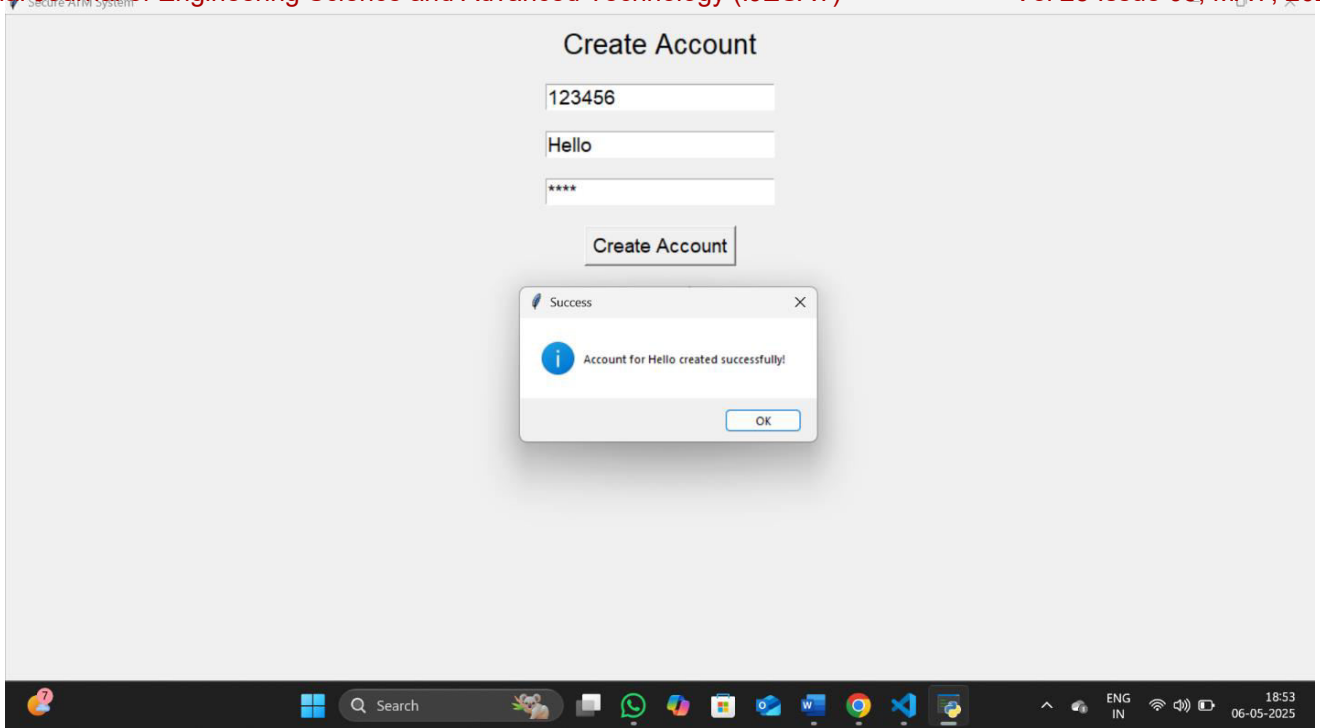 Engineering Science and Advanced Technology
Secure ATM System
Create Account
123456
Hello
****
Create Account
Success
Account for Hello created successfully!
OK
7
Search
ENG
IN
18:53
06-05-2025